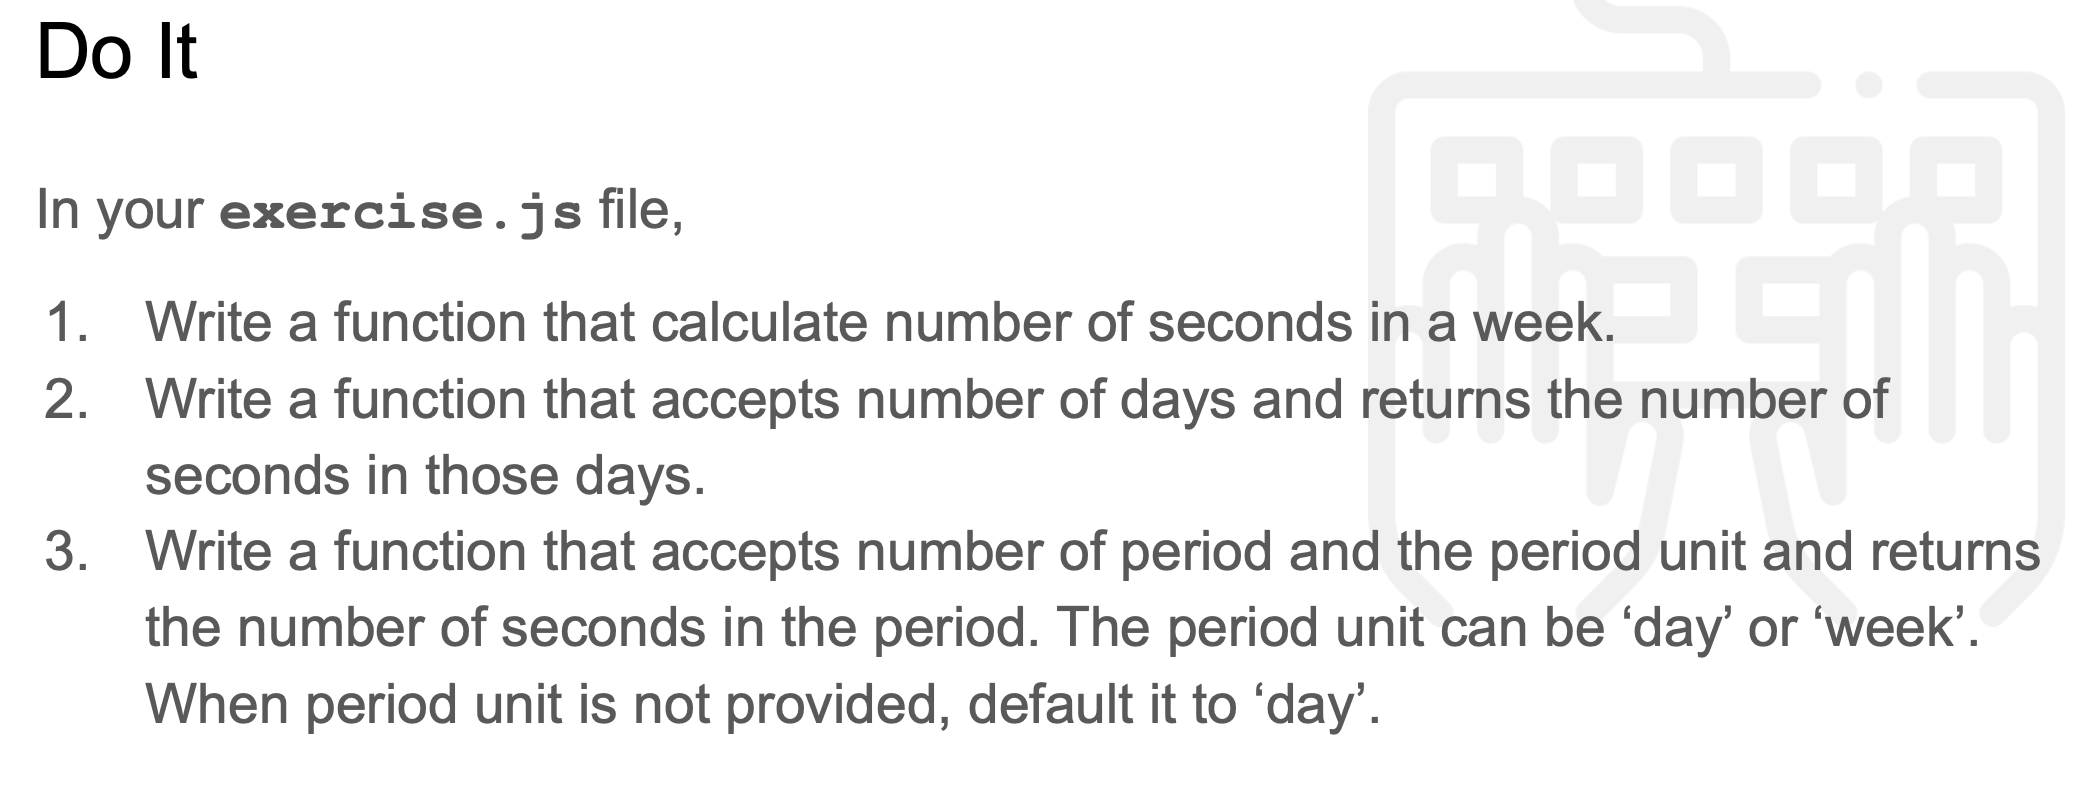 Do It
In your exercise.js file,
1. Write a function that calculate number of seconds in a week.
2. Write a function that accepts number of days and returns the number of
seconds in those days.
3. Write a function that accepts number of period and the period unit and returns
the number of seconds in the period. The period unit can be ‘day’ or ‘week’.
When period unit is not provided, default it to ‘day’.